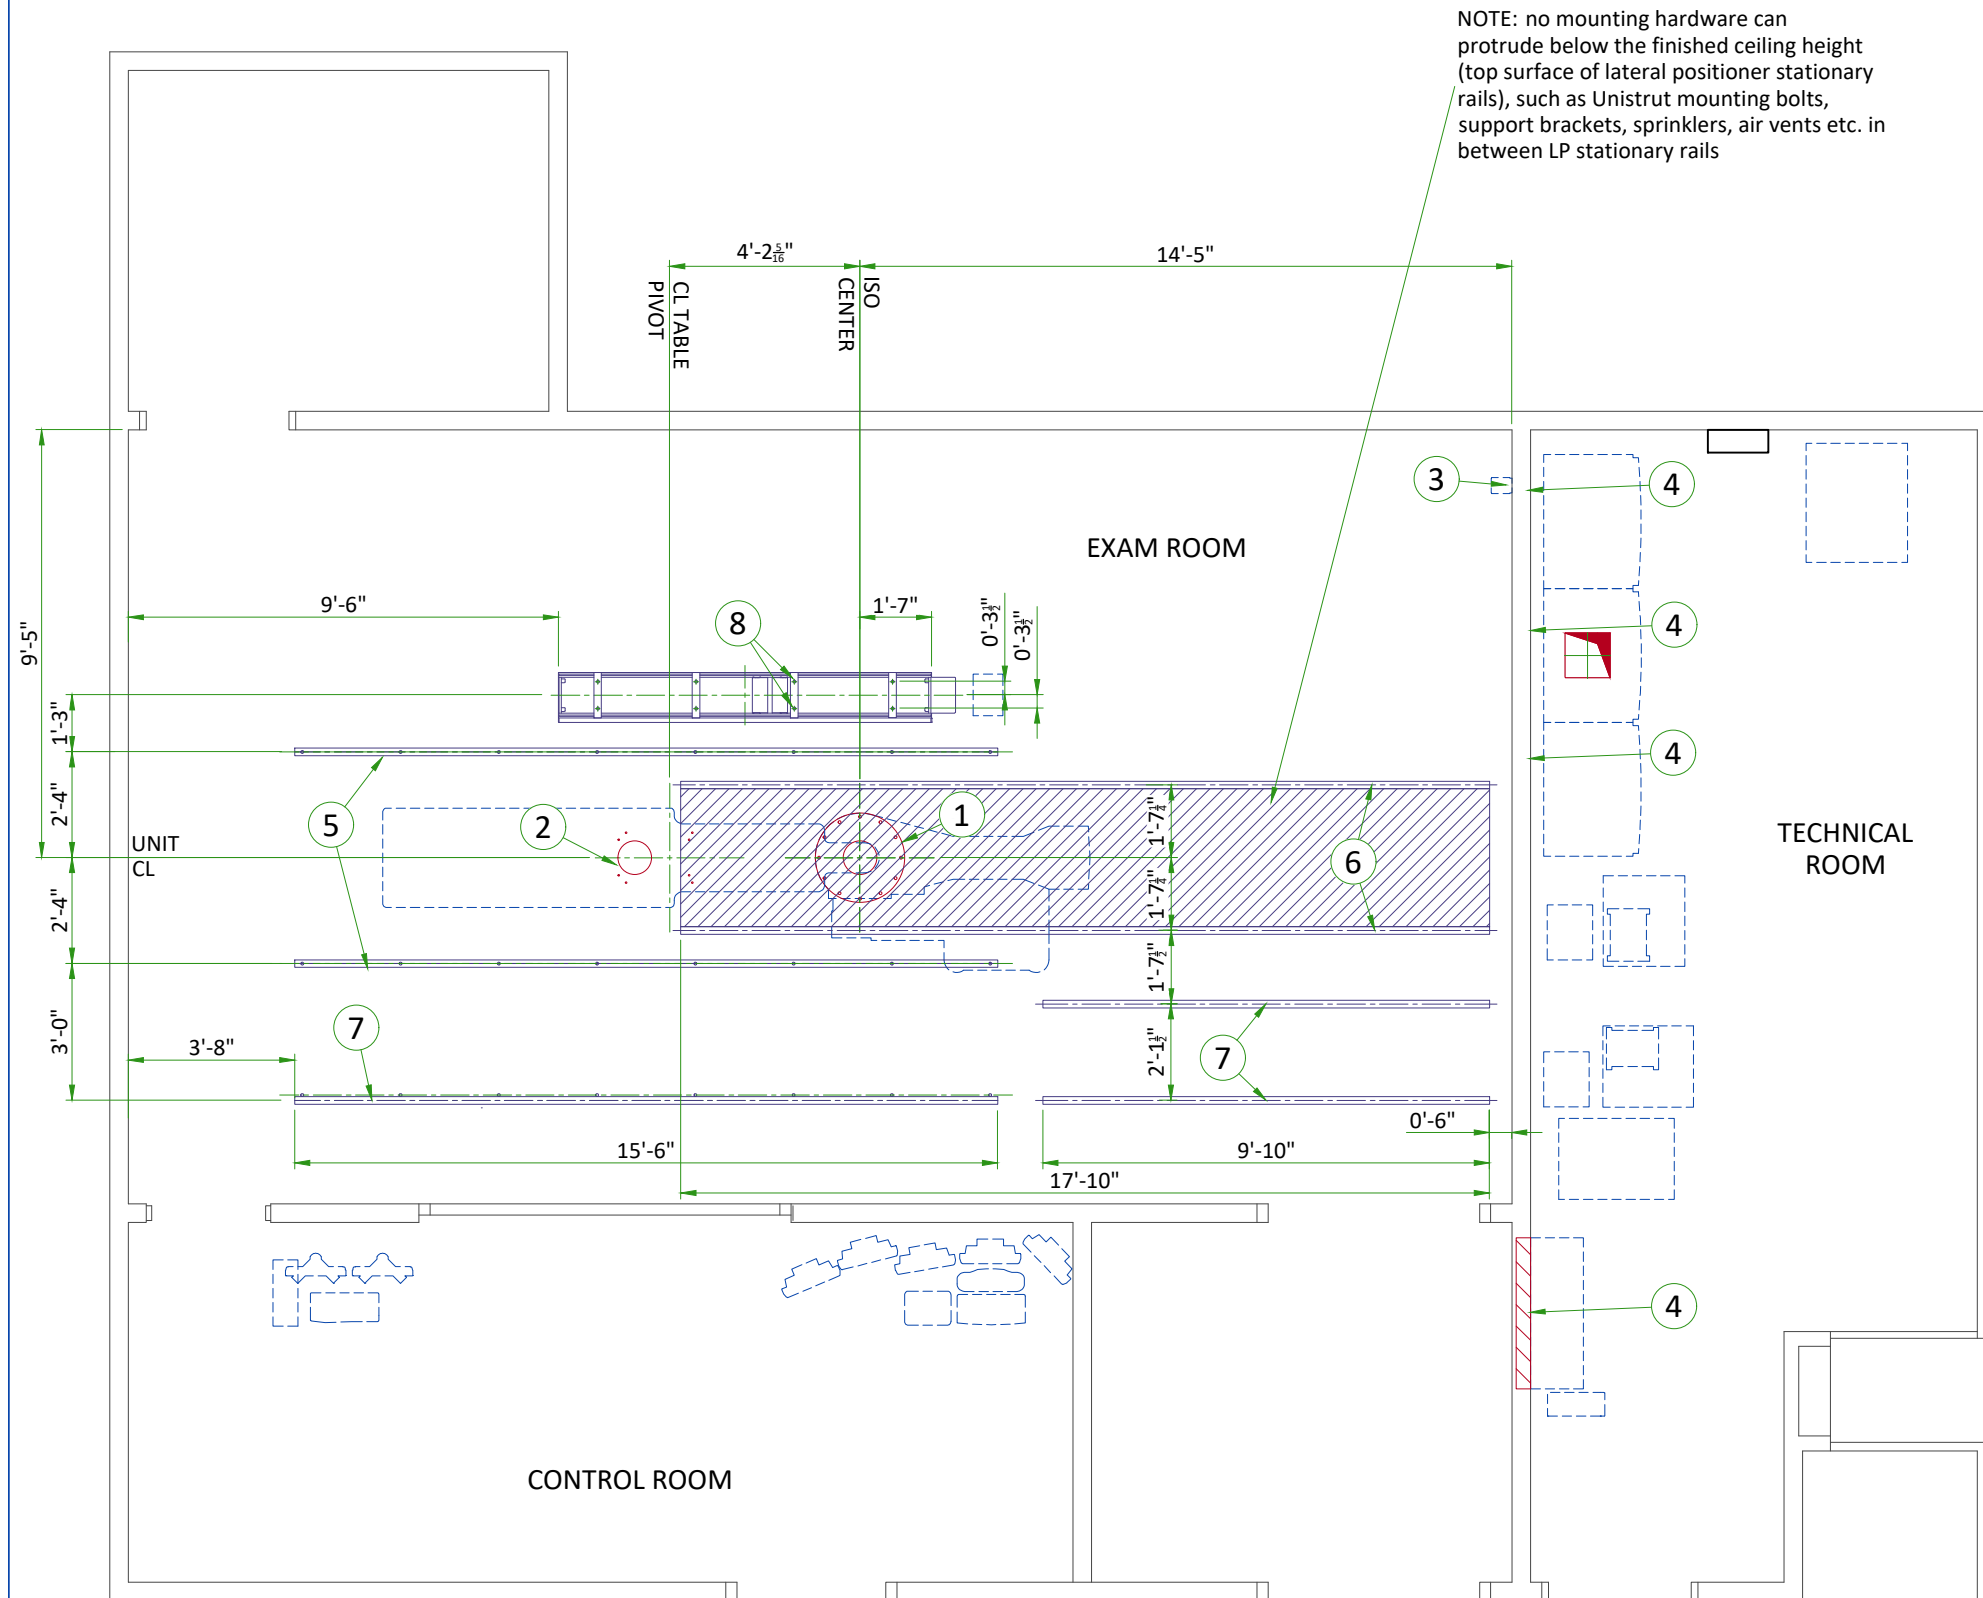 NOTE: no mounting hardware can
protrude below the finished ceiling height
(top surface of lateral positioner stationary
rails), such as Unistrut mounting bolts,
support brackets, sprinklers, air vents etc. in
between LP stationary rails
4'-2 5/16"
14'-5"
CL TABLE
PIVOT
ISO
CENTER
3
4
EXAM ROOM
9'-5"
9'-6"
8
1'-7"
0'-3 1/2"
0'-3 1/2"
4
1'-3"
4
2'-4"
5
2
1
1'-7 1/4"
6
UNIT
CL
TECHNICAL
ROOM
2'-4"
1'-7 1/4"
1'-7 1/2"
3'-0"
7
3'-8"
2'-1 1/2"
7
0'-6"
15'-6"
9'-10"
17'-10"
4
CONTROL ROOM